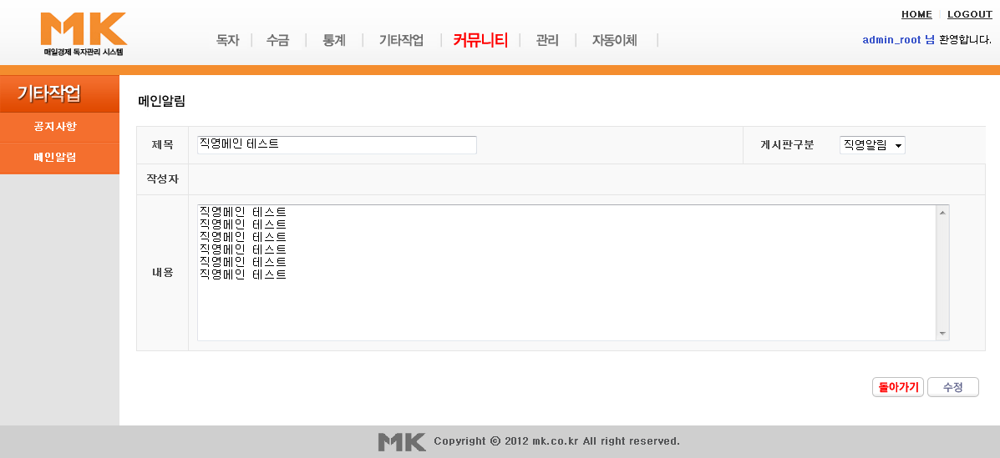 HOME | LOGOUT
MK
매일경제 독자관리 시스템
독자 | 수금 | 통계 | 기타작업 | 커뮤니티 | 관리 | 자동이체 |
admin_root 님 환영합니다.
기타작업
공지사항
메인알림
메인알림
제목 직영메인 테스트 게시판구분 직영알림
작성자
내용
직영메인 테스트
직영메인 테스트
직영메인 테스트
직영메인 테스트
직영메인 테스트
직영메인 테스트
돌아가기 수정
MK Copyright ⓒ 2012 mk.co.kr All right reserved.